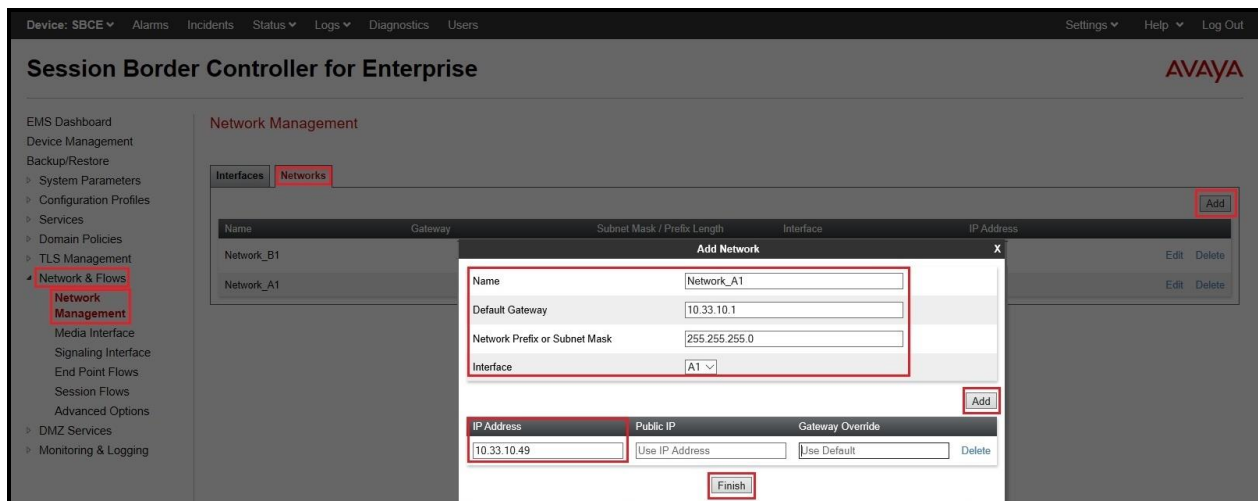 Device: SBCE Alarms Incidents Status Logs Diagnostics Users Settings Help Log Out
Session Border Controller for Enterprise
AVAYA
EMS Dashboard
Device Management
Backup/Restore
System Parameters
Configuration Profiles
Services
Domain Policies
TLS Management
Network & Flows
Network
Management
Media Interface
Signaling Interface
End Point Flows
Session Flows
Advanced Options
DMZ Services
Monitoring & Logging
Network Management
Interfaces Networks
Add
Name Gateway Subnet Mask / Prefix Length Interface IP Address
Network_B1 Edit Delete
Network_A1 Edit Delete
Add Network X
Name Network_A1
Default Gateway 10.33.10.1
Network Prefix or Subnet Mask 255.255.255.0
Interface A1
Add
IP Address Public IP Gateway Override
10.33.10.49 Use IP Address Use Default Delete
Finish